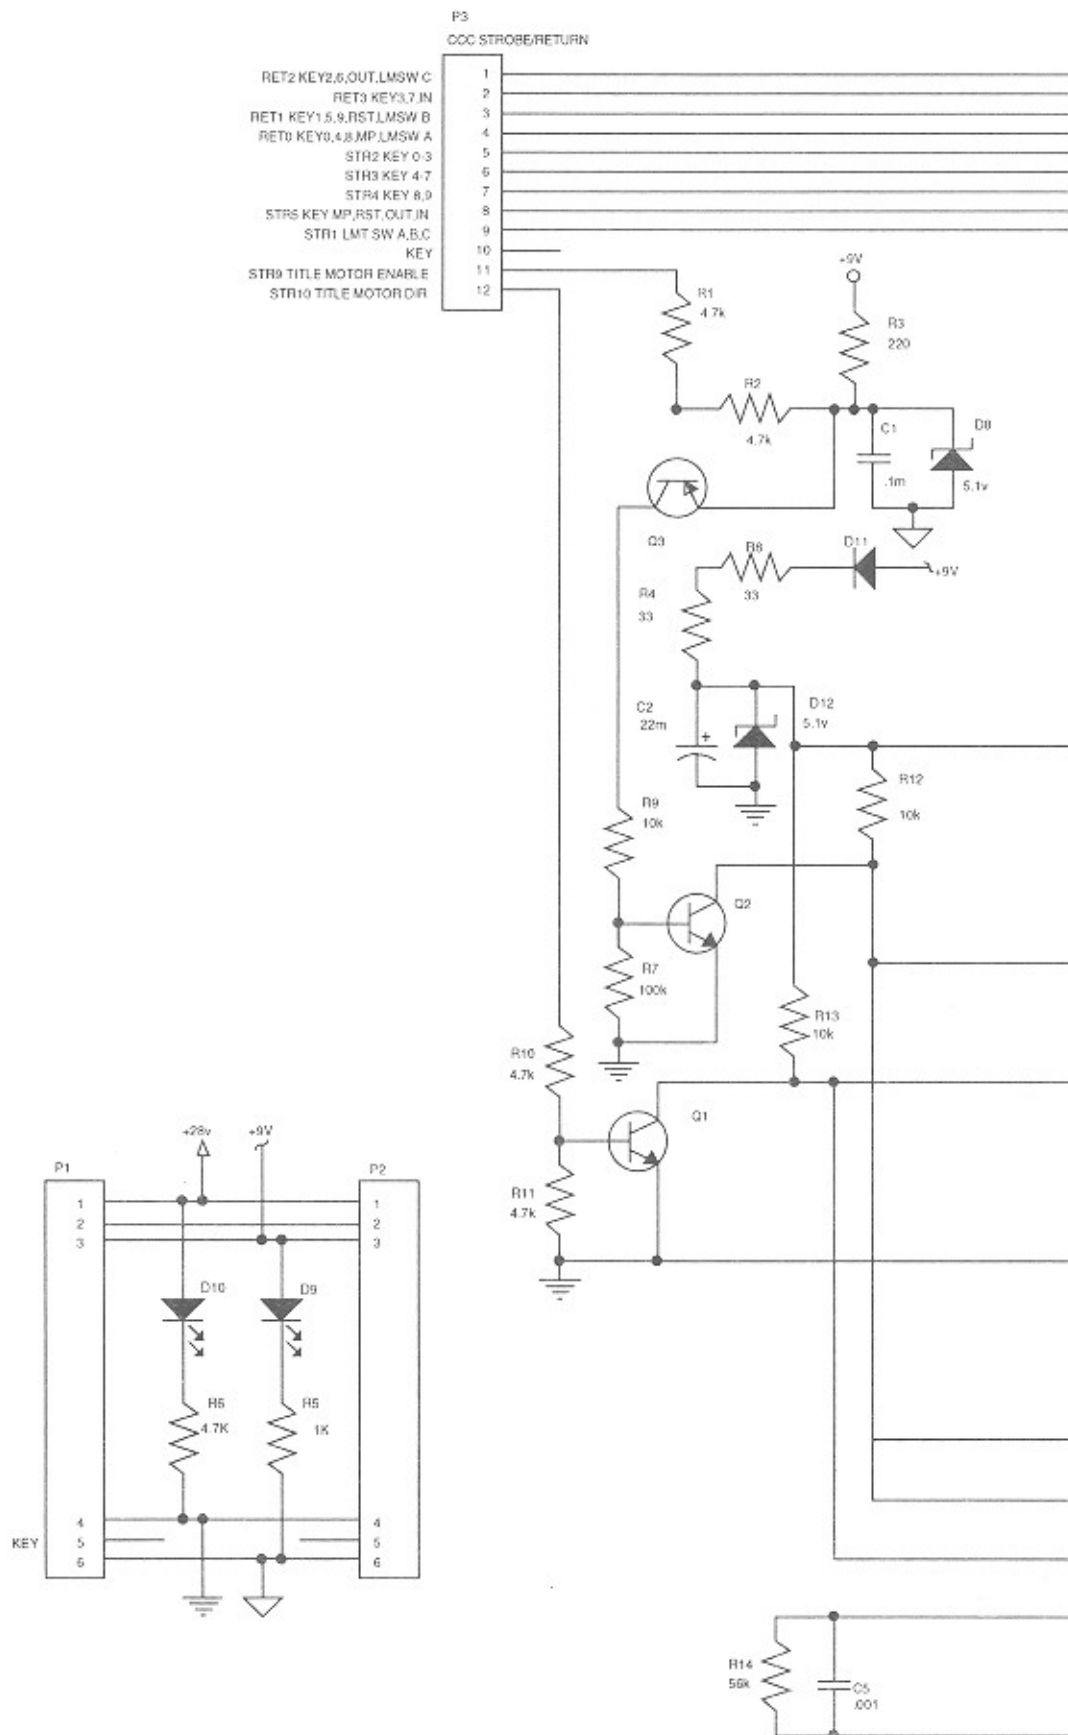 P3
CCC STROBE/RETURN
RET2 KEY2,6,OUT,LMSW C 1
RET3 KEY3,7,IN 2
RET1 KEY1,5,9,RST,LMSW B 3
RET0 KEY0,4,8,MP,LMSW A 4
STR2 KEY 0-3 5
STR3 KEY 4-7 6
STR4 KEY 8,9 7
STR5 KEY MP,RST,OUT,IN 8
STR1 LMT SW A,B,C 9
KEY 10
STR9 TITLE MOTOR ENABLE 11
STR10 TITLE MOTOR DIR 12
+9V
R1
4.7k
R3
220
R2
4.7k
C1
.1m
D8
5.1v
Q3
R8
33
D11
+9V
R4
33
C2
22m
+
D12
5.1v
R12
10k
R9
10k
Q2
R7
100k
R13
10k
R10
4.7k
Q1
R11
4.7k
+28v
+9V
P1
P2
1 1
2 2
3 3
D10
D9
R6
4.7K
R5
1K
4 4
KEY 5 5
6 6
R14
56k
C5
.001